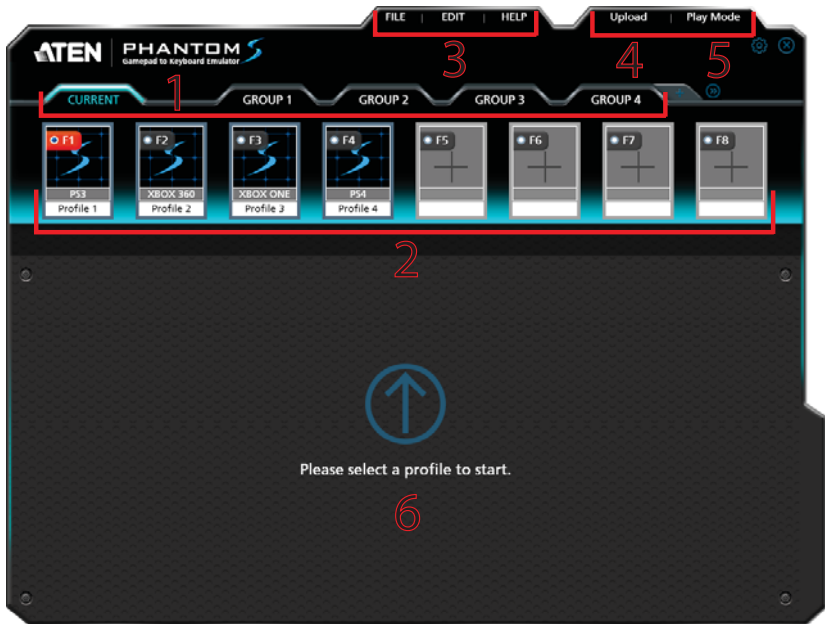 FILE | EDIT | HELP
Upload | Play Mode
3 4 5
ATEN PHANTOM S
Gamepad to Keyboard Emulator
1
CURRENT GROUP 1 GROUP 2 GROUP 3 GROUP 4
F1 F2 F3 F4 F5 F6 F7 F8
PS3 XBOX 360 XBOX ONE PS4
Profile 1 Profile 2 Profile 3 Profile 4
2
Please select a profile to start.
6